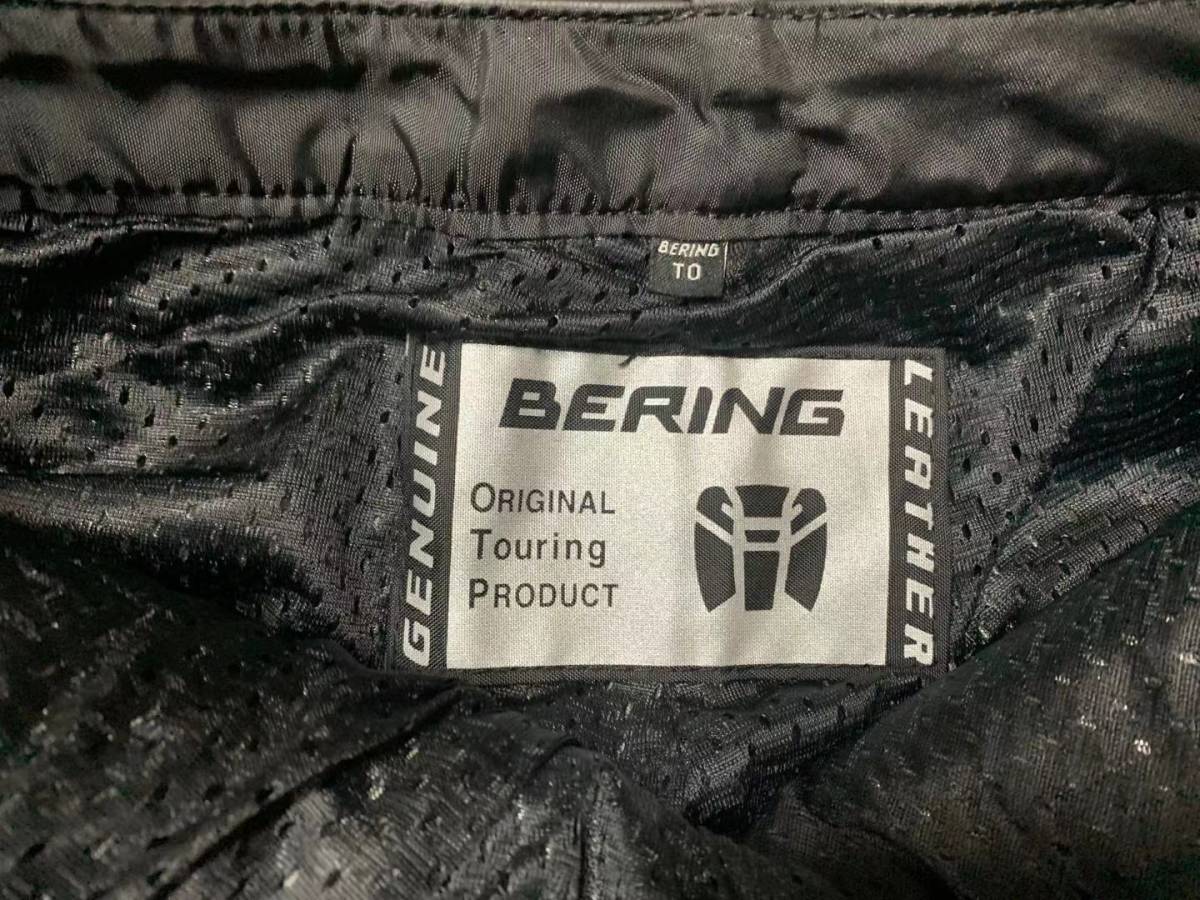 BERING
T0
GENUINE
BERING
ORIGINAL
Touring
PRODUCT
LEATHER